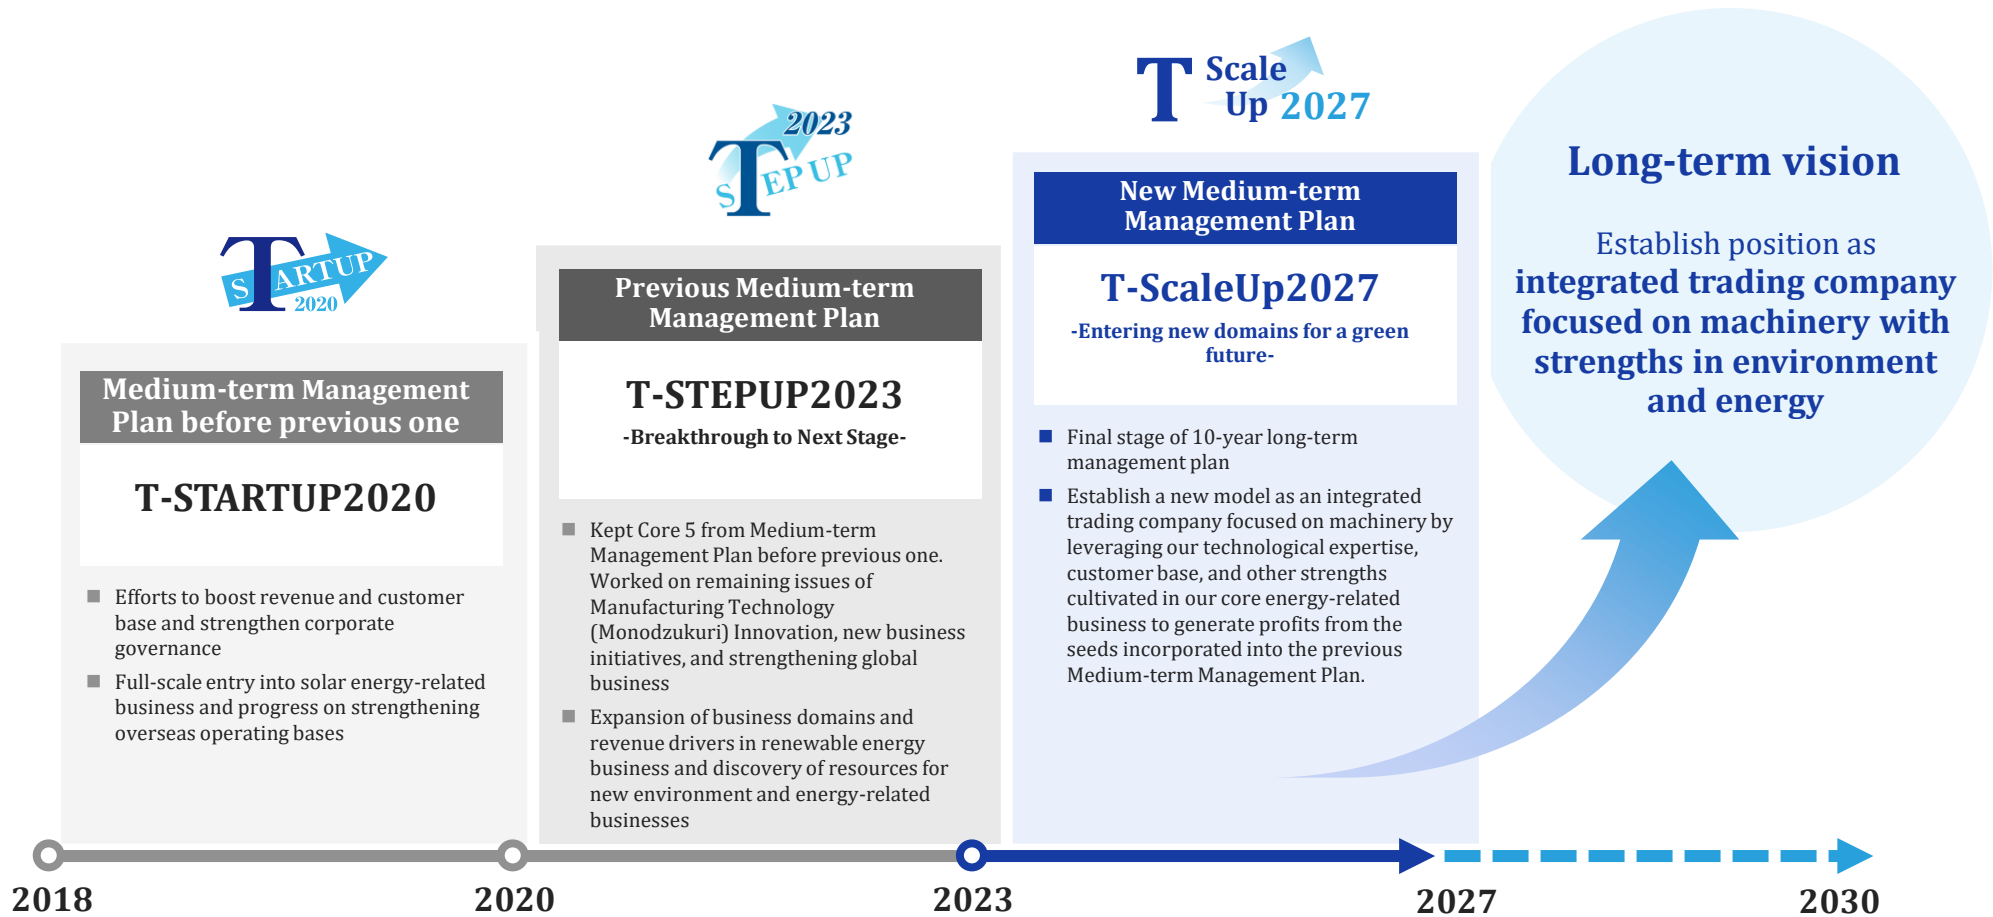 T STARTUP
2020
Medium-term Management
Plan before previous one
T-STARTUP2020
Efforts to boost revenue and customer
base and strengthen corporate
governance
Full-scale entry into solar energy-related
business and progress on strengthening
overseas operating bases
2023
T STEP UP
Previous Medium-term
Management Plan
T-STEPUP2023
-Breakthrough to Next Stage-
Kept Core 5 from Medium-term
Management Plan before previous one.
Worked on remaining issues of
Manufacturing Technology
(Monodzukuri) Innovation, new business
initiatives, and strengthening global
business
Expansion of business domains and
revenue drivers in renewable energy
business and discovery of resources for
new environment and energy-related
businesses
T Scale
Up 2027
New Medium-term
Management Plan
T-ScaleUp2027
-Entering new domains for a green
future-
Final stage of 10-year long-term
management plan
Establish a new model as an integrated
trading company focused on machinery by
leveraging our technological expertise,
customer base, and other strengths
cultivated in our core energy-related
business to generate profits from the
seeds incorporated into the previous
Medium-term Management Plan.
Long-term vision
Establish position as
integrated trading company
focused on machinery with
strengths in environment
and energy
2018
2020
2023
2027
2030